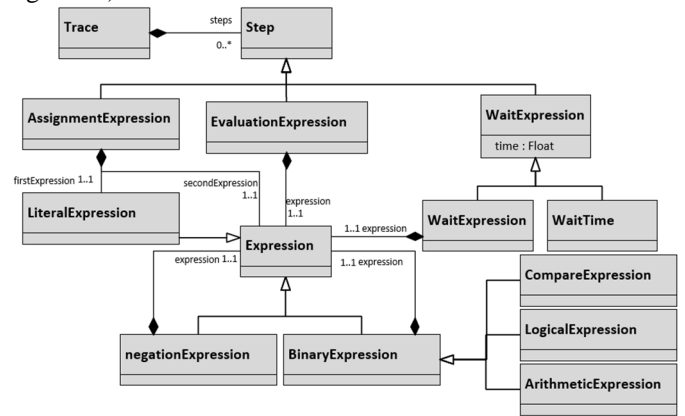 Trace
steps
0..*
Step
AssignmentExpression
EvaluationExpression
WaitExpression
time : Float
firstExpression 1..1
secondExpression
1..1
expression
1..1
LiteralExpression
Expression
1..1 expression
WaitExpression
WaitTime
expression 1..1
1..1 expression
CompareExpression
LogicalExpression
ArithmeticExpression
negationExpression
BinaryExpression